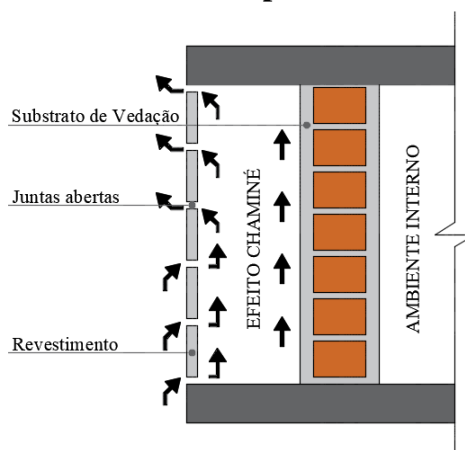 Substrato de Vedação
Juntas abertas
Revestimento
EFEITO CHAMINÉ
AMBIENTE INTERNO